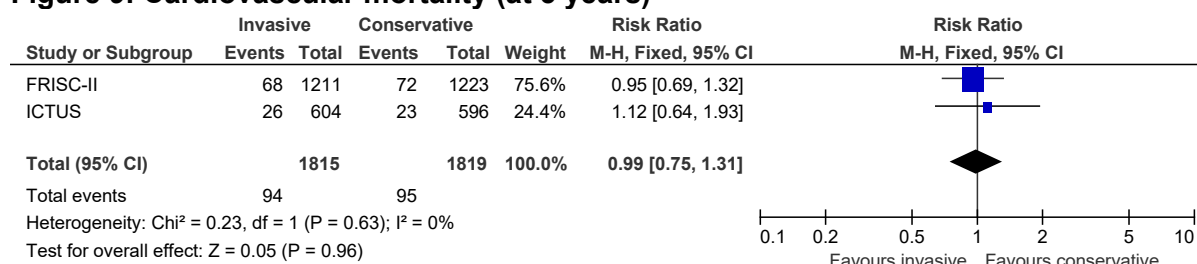 Figure Cardiovascular mortality (at years)
Invasive Conservative Risk Ratio Risk Ratio
Study or Subgroup Events Total Events Total Weight M-H, Fixed, 95% CI M-H, Fixed, 95% CI
FRISC-II 68 1211 72 1223 75.6% 0.95 [0.69, 1.32]
ICTUS 26 604 23 596 24.4% 1.12 [0.64, 1.93]
Total (95% CI) 1815 1819 100.0% 0.99 [0.75, 1.31]
Total events 94 95
Heterogeneity: Chi² = 0.23, df = 1 (P = 0.63); I² = 0%
Test for overall effect: Z = 0.05 (P = 0.96)
0.1 0.2 0.5 1 2 5 10
Favours invasive Favours conservative